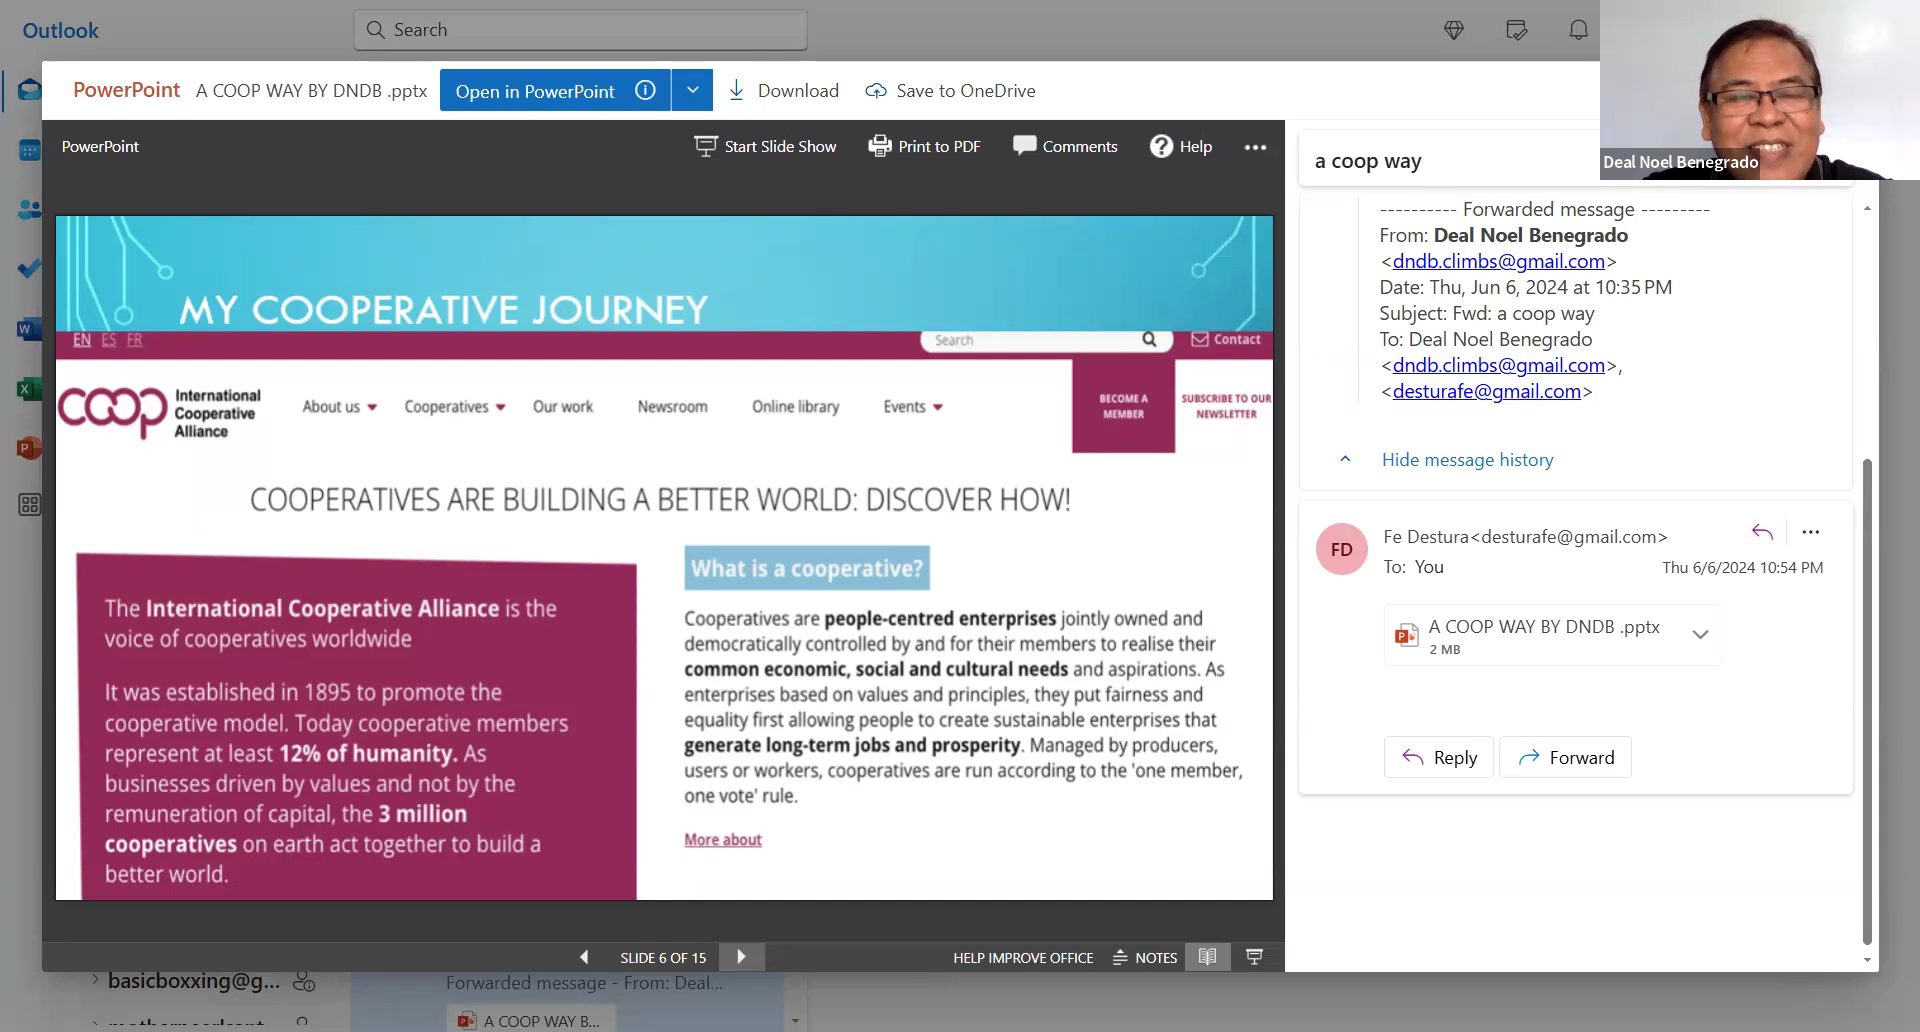 Outlook
Search
PowerPoint
A COOP WAY BY DNDB .pptx
Open in PowerPoint
Download
Save to OneDrive
Deal Noel Benegrado
PowerPoint
Start Slide Show
Print to PDF
Comments
Help
a coop way
MY COOPERATIVE JOURNEY
EN ES FR
Search
Contact
coop
International
Cooperative
Alliance
About us
Cooperatives
Our work
Newsroom
Online library
Events
BECOME A
MEMBER
SUBSCRIBE TO OUR
NEWSLETTER
COOPERATIVES ARE BUILDING A BETTER WORLD: DISCOVER HOW!
The International Cooperative Alliance is the
voice of cooperatives worldwide
It was established in 1895 to promote the
cooperative model. Today cooperative members
represent at least 12% of humanity. As
businesses driven by values and not by the
remuneration of capital, the 3 million
cooperatives on earth act together to build a
better world.
What is a cooperative?
Cooperatives are people-centred enterprises jointly owned and
democratically controlled by and for their members to realise their
common economic, social and cultural needs and aspirations. As
enterprises based on values and principles, they put fairness and
equality first allowing people to create sustainable enterprises that
generate long-term jobs and prosperity. Managed by producers,
users or workers, cooperatives are run according to the 'one member,
one vote' rule.
More about
SLIDE 6 OF 15
HELP IMPROVE OFFICE
NOTES
---------- Forwarded message ---------
From: Deal Noel Benegrado
<dndb.climbs@gmail.com>
Date: Thu, Jun 6, 2024 at 10:35 PM
Subject: Fwd: a coop way
To: Deal Noel Benegrado
<dndb.climbs@gmail.com>,
<desturafe@gmail.com>
Hide message history
FD
Fe Destura<desturafe@gmail.com>
To: You
Thu 6/6/2024 10:54 PM
A COOP WAY BY DNDB .pptx
2 MB
Reply
Forward
basicboxxing@g...
Forwarded message - From: Deal...
A COOP WAY B...